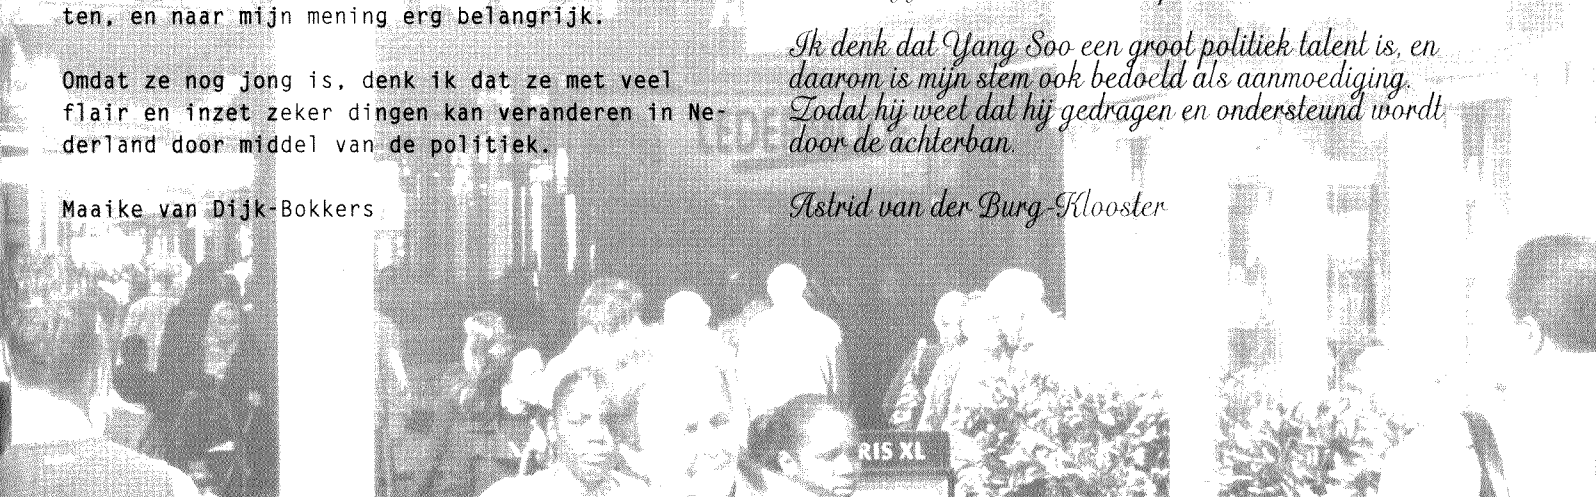 ten, en naar mijn mening erg belangrijk.
Omdat ze nog jong is, denk ik dat ze met veel
flair en inzet zeker dingen kan veranderen in Ne-
derland door middel van de politiek.
Maaike van Dijk-Bokkers
Ik denk dat Yang Soo een groot politiek talent is, en
daarom is mijn stem ook bedoeld als aanmoediging.
Zodat hij weet dat hij gedragen en ondersteund wordt
door de achterban.
Astrid van der Burg-Klooster
RIS XL